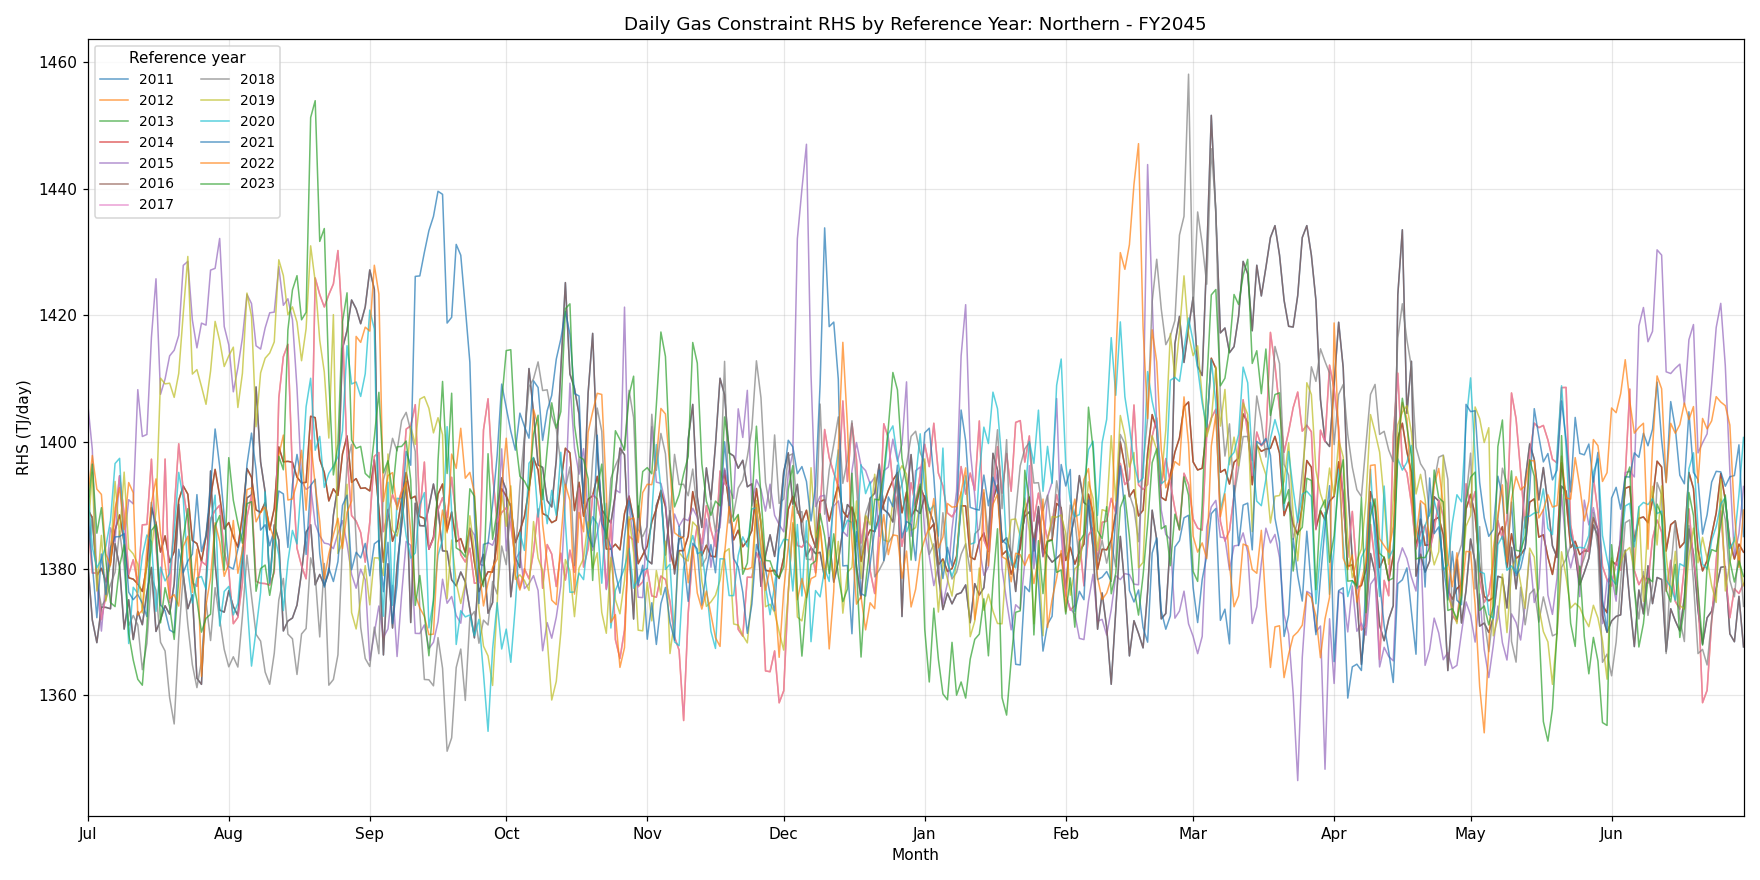 Daily Gas Constraint RHS by Reference Year: Northern - FY2045
Reference year
2011
2012
2013
2014
2015
2016
2017
2018
2019
2020
2021
2022
2023
RHS (TJ/day)
1460
1440
1420
1400
1380
1360
Jul
Aug
Sep
Oct
Nov
Dec
Jan
Feb
Mar
Apr
May
Jun
Month